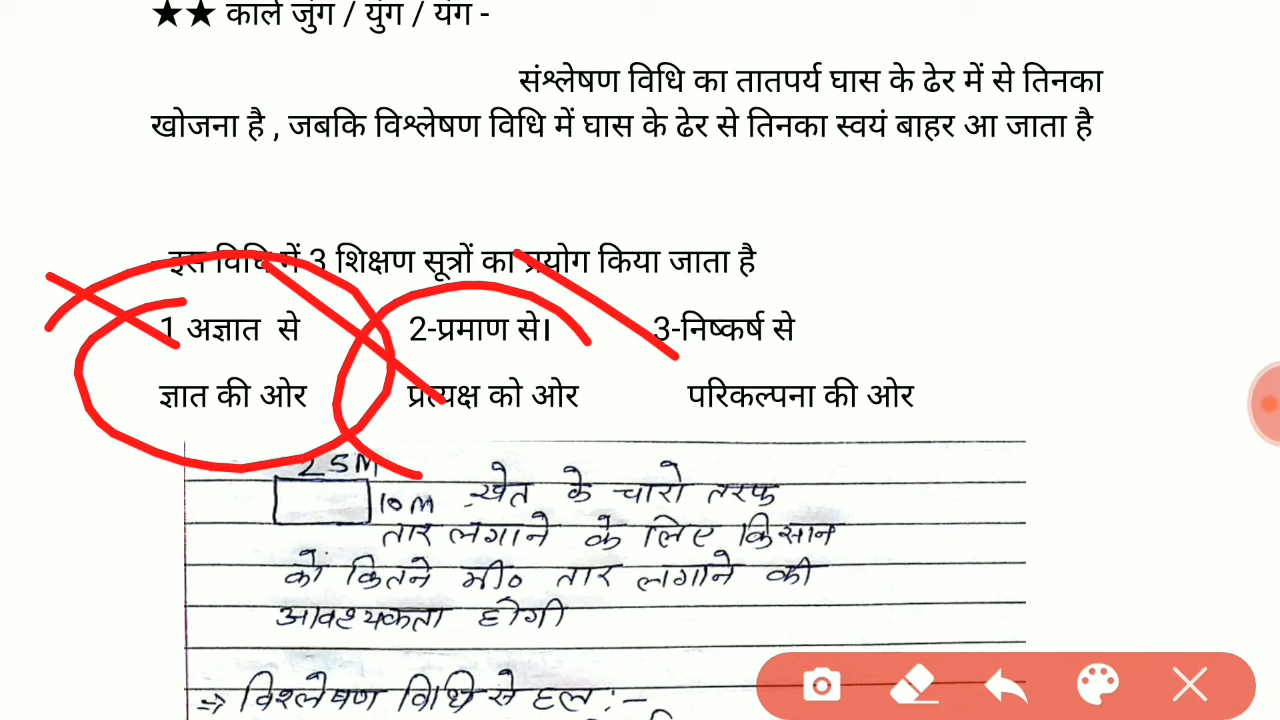 ★★ कार्ल जुंग / युंग / यंग -
संश्लेषण विधि का तातपर्य घास के ढेर में से तिनका
खोजना है , जबकि विश्लेषण विधि में घास के ढेर से तिनका स्वयं बाहर आ जाता है
- इस विधि में 3 शिक्षण सूत्रों का प्रयोग किया जाता है
1 अज्ञात से 2-प्रमाण से। 3-निष्कर्ष से
ज्ञात की ओर प्रत्यक्ष को ओर परिकल्पना की ओर
25M
10M खेत के चारो तरफ
तार लगाने के लिए किसान
को कितने मी० तार लगाने की
आवश्यकता होगी
⇒ विश्लेषण विधि से हल :-